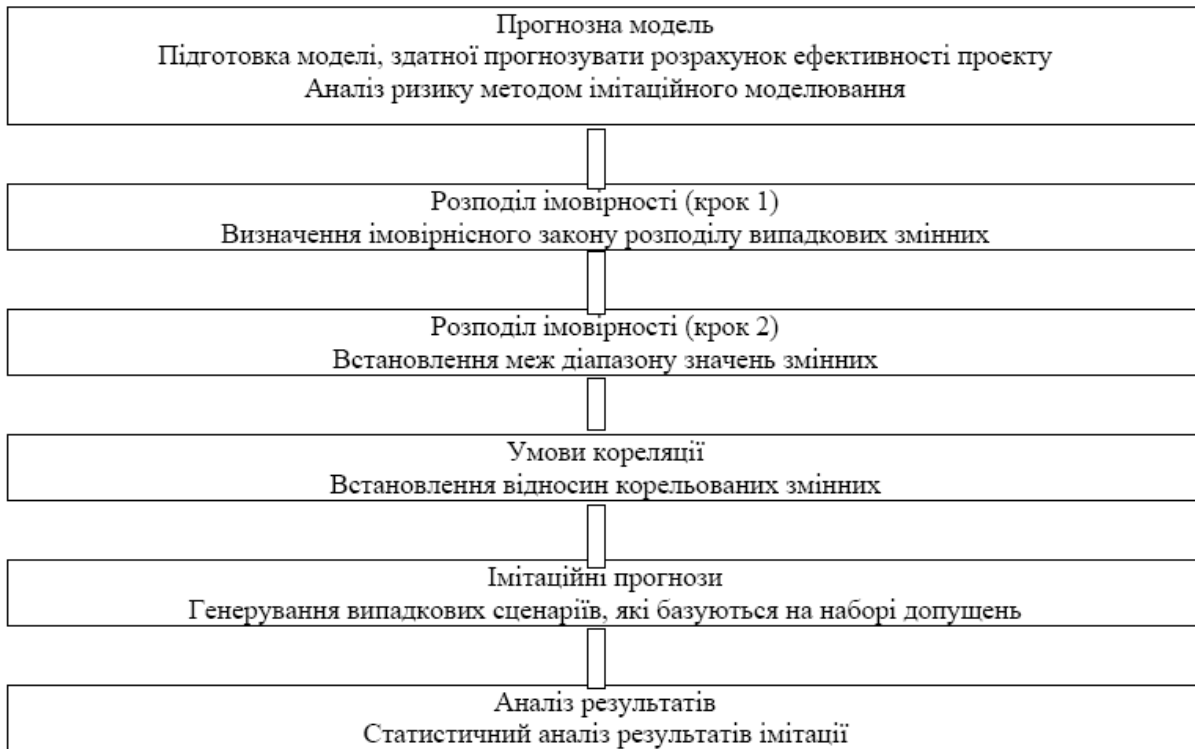 Прогнозна модель
Підготовка моделі, здатної прогнозувати розрахунок ефективності проекту
Аналіз ризику методом імітаційного моделювання
Розподіл імовірності (крок 1)
Визначення імовірнісного закону розподілу випадкових змінних
Розподіл імовірності (крок 2)
Встановлення меж діапазону значень змінних
Умови кореляції
Встановлення відносин корельованих змінних
Імітаційні прогнози
Генерування випадкових сценаріїв, які базуються на наборі допущень
Аналіз результатів
Статистичний аналіз результатів імітації